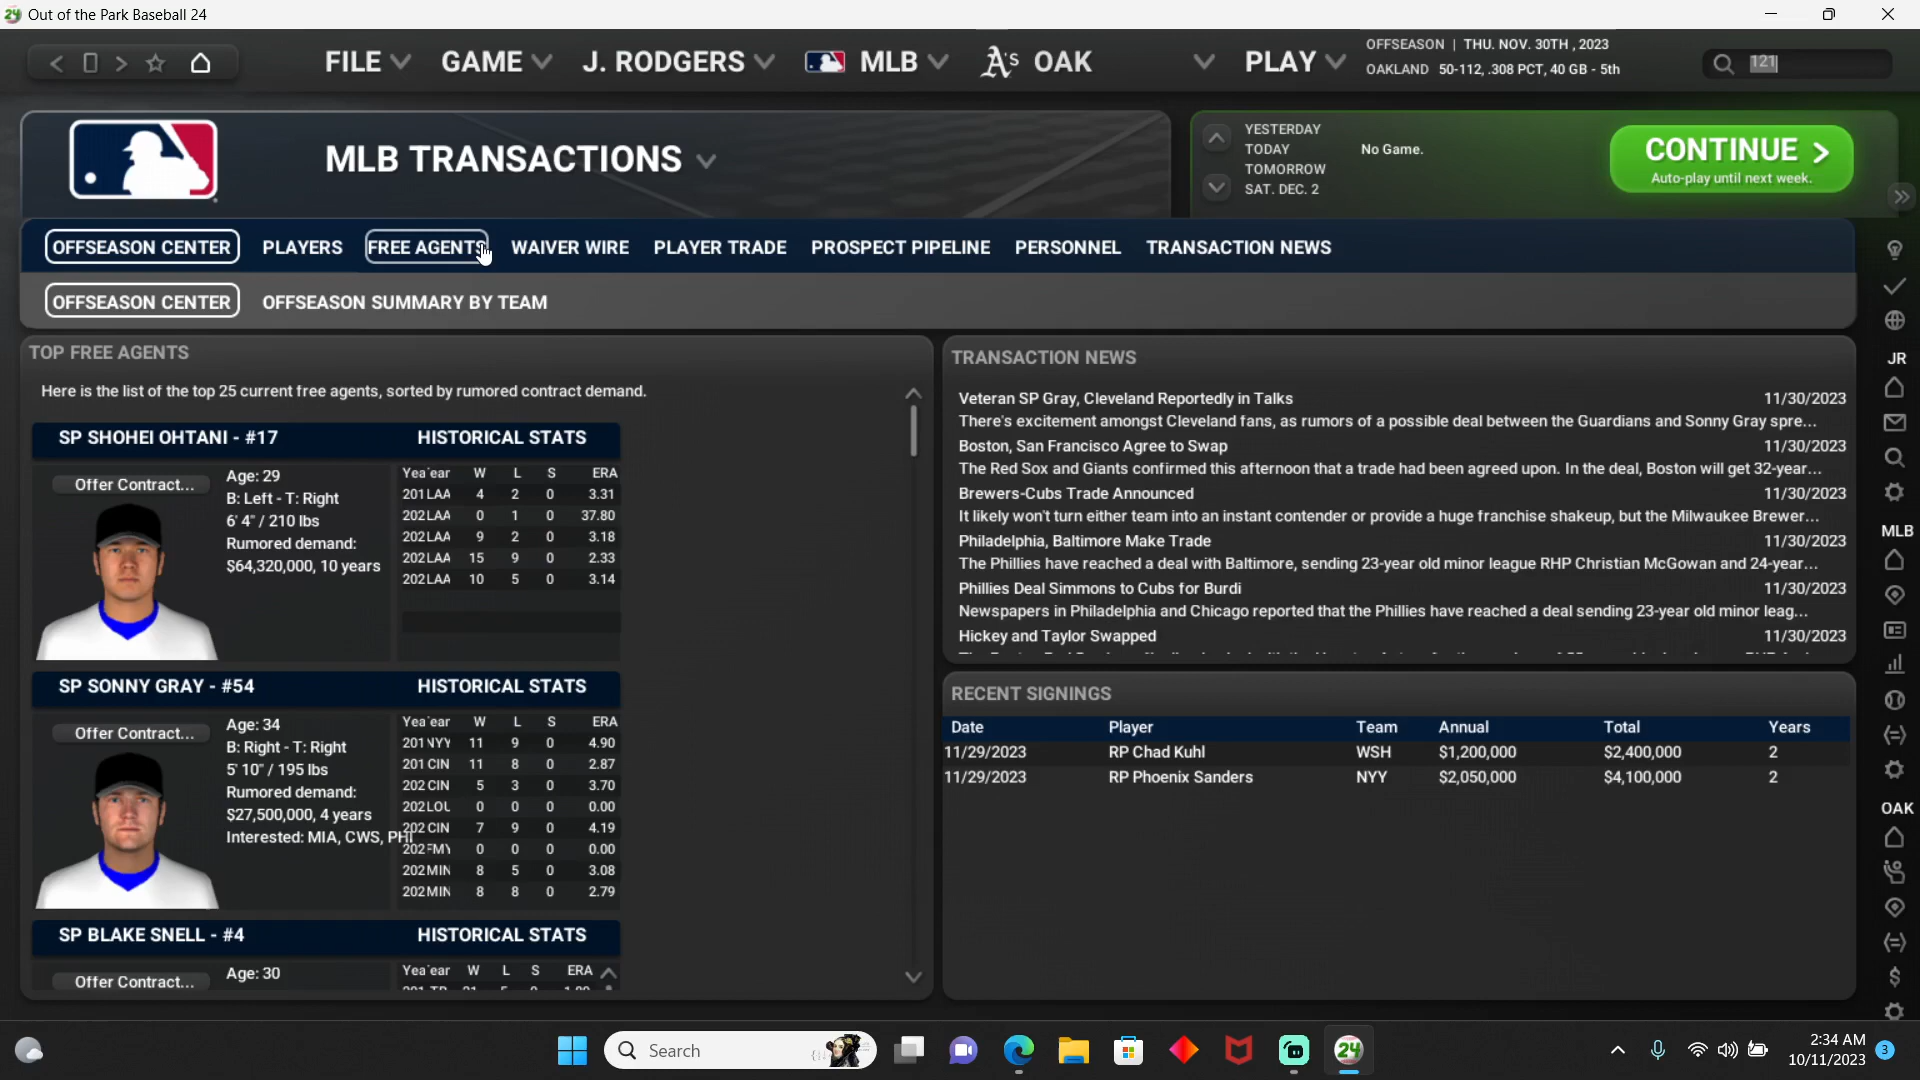 Out of the Park Baseball 24
FILE GAME J. RODGERS MLB A's OAK PLAY
OFFSEASON | THU. NOV. 30TH , 2023
OAKLAND 50-112, .308 PCT, 40 GB - 5th
121
MLB TRANSACTIONS
YESTERDAY
TODAY
TOMORROW
SAT. DEC. 2
No Game.
CONTINUE >
Auto-play until next week.
OFFSEASON CENTER PLAYERS FREE AGENTS WAIVER WIRE PLAYER TRADE PROSPECT PIPELINE PERSONNEL TRANSACTION NEWS
OFFSEASON CENTER OFFSEASON SUMMARY BY TEAM
TOP FREE AGENTS
Here is the list of the top 25 current free agents, sorted by rumored contract demand.
SP SHOHEI OHTANI - #17 HISTORICAL STATS
Offer Contract...
Age: 29
B: Left - T: Right
6' 4" / 210 lbs
Rumored demand:
$64,320,000, 10 years
Yea'ear W L S ERA
201 LAA 4 2 0 3.31
202 LAA 0 1 0 37.80
202 LAA 9 2 0 3.18
202 LAA 15 9 0 2.33
202 LAA 10 5 0 3.14
SP SONNY GRAY - #54 HISTORICAL STATS
Offer Contract...
Age: 34
B: Right - T: Right
5' 10" / 195 lbs
Rumored demand:
$27,500,000, 4 years
Interested: MIA, CWS, PHI
Yea'ear W L S ERA
201 NYY 11 9 0 4.90
201 CIN 11 8 0 2.87
202 CIN 5 3 0 3.70
202 LOU 0 0 0 0.00
202 CIN 7 9 0 4.19
202 FMY 0 0 0 0.00
202 MIN 8 5 0 3.08
202 MIN 8 8 0 2.79
SP BLAKE SNELL - #4 HISTORICAL STATS
Offer Contract...
Age: 30
Yea'ear W L S ERA
TRANSACTION NEWS
Veteran SP Gray, Cleveland Reportedly in Talks 11/30/2023
There's excitement amongst Cleveland fans, as rumors of a possible deal between the Guardians and Sonny Gray spre...
Boston, San Francisco Agree to Swap 11/30/2023
The Red Sox and Giants confirmed this afternoon that a trade had been agreed upon. In the deal, Boston will get 32-year...
Brewers-Cubs Trade Announced 11/30/2023
It likely won't turn either team into an instant contender or provide a huge franchise shakeup, but the Milwaukee Brewer...
Philadelphia, Baltimore Make Trade 11/30/2023
The Phillies have reached a deal with Baltimore, sending 23-year old minor league RHP Christian McGowan and 24-year...
Phillies Deal Simmons to Cubs for Burdi 11/30/2023
Newspapers in Philadelphia and Chicago reported that the Phillies have reached a deal sending 23-year old minor leag...
Hickey and Taylor Swapped 11/30/2023
RECENT SIGNINGS
Date Player Team Annual Total Years
11/29/2023 RP Chad Kuhl WSH $1,200,000 $2,400,000 2
11/29/2023 RP Phoenix Sanders NYY $2,050,000 $4,100,000 2
JR
MLB
OAK
Search
24
2:34 AM
10/11/2023
3